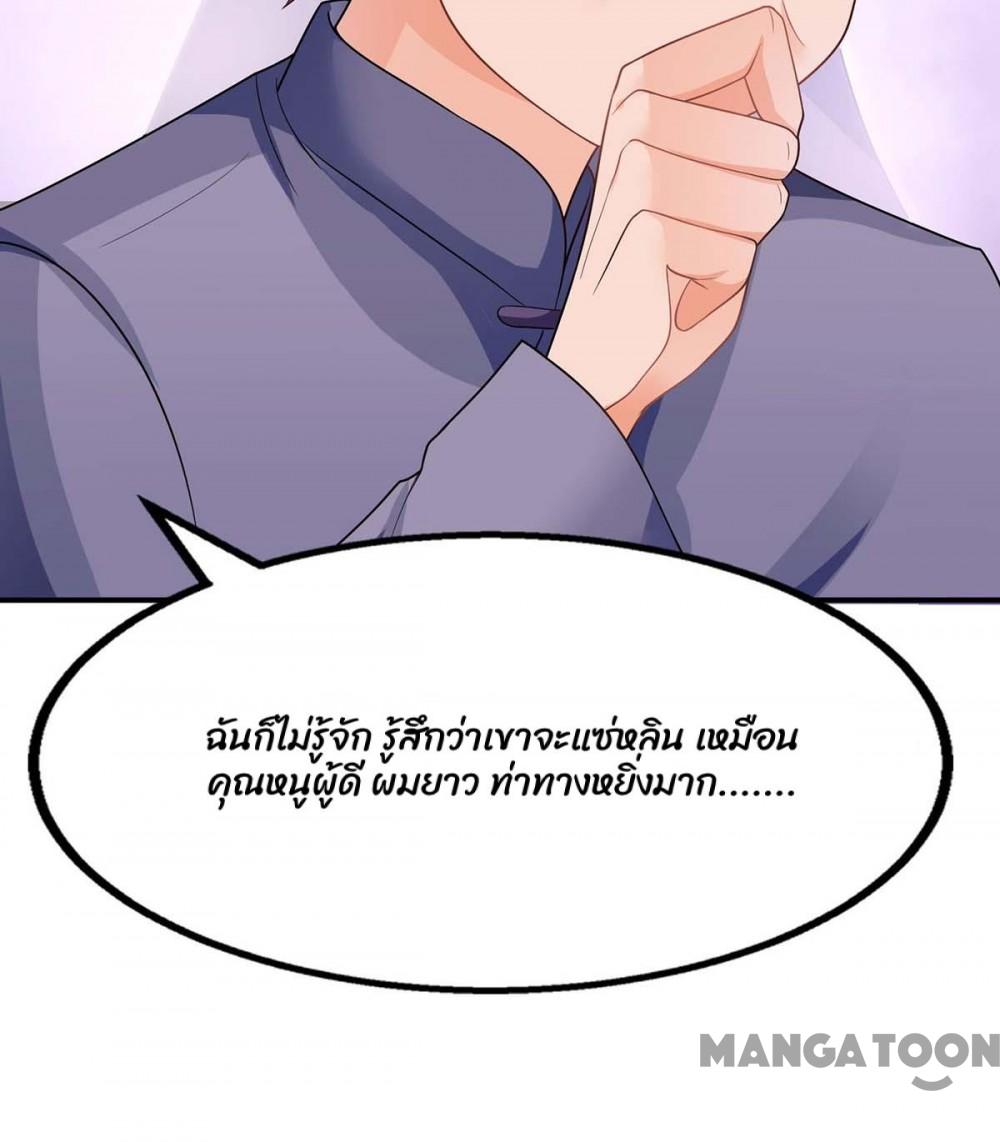 ฉันก็ไม่รู้จัก รู้สึกว่าเขาจะแซ่หลิน เหมือน
คุณหนูผู้ดี ผมยาว ท่าทางหยิ่งมาก.......
MANGATOON